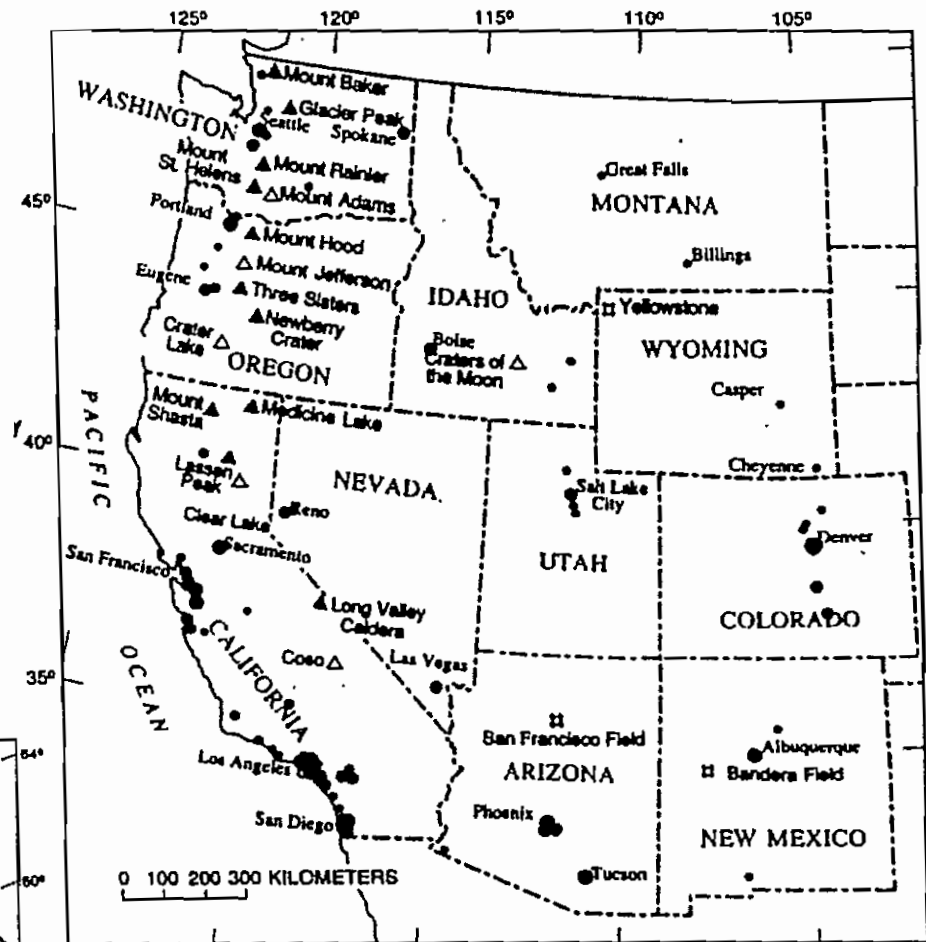 125° 120° 115° 110° 105°
Mount Baker
WASHINGTON
Glacier Peak
Seattle Spokane
Mount
St. Helens
Mount Rainier
Mount Adams
Great Falls
MONTANA
45°
Portland
Mount Hood
Billings
Mount Jefferson
Eugene
Three Sisters
IDAHO
Yellowstone
Newberry
Crater
Crater
Lake
OREGON
Boise
Craters of
the Moon
WYOMING
Casper
Mount
Shasta
Medicine Lake
PACIFIC
OCEAN
40°
Lassen
Peak
NEVADA
Cheyenne
Salt Lake
City
Reno
Clear Lake
Sacramento
Denver
San Francisco
UTAH
COLORADO
Long Valley
Caldera
CALIFORNIA
Coso
Las Vegas
35°
San Francisco Field
ARIZONA
Albuquerque
Bandera Field
54°
Los Angeles
Phoenix
San Diego
NEW MEXICO
Tucson
0 100 200 300 KILOMETERS
50°